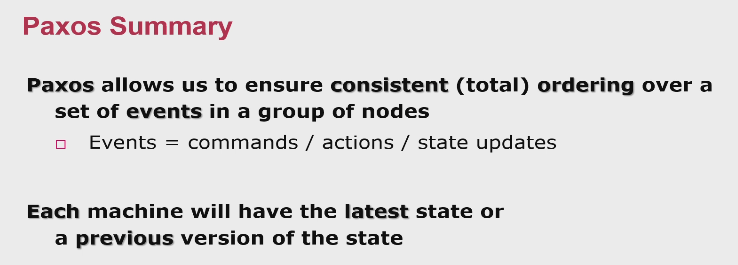 Paxos Summary
Paxos allows us to ensure consistent (total) ordering over a
set of events in a group of nodes
Events = commands / actions / state updates
Each machine will have the latest state or
a previous version of the state